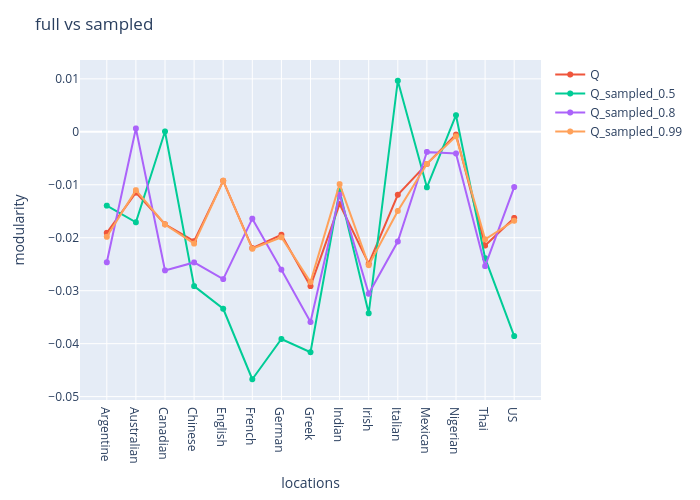 full vs sampled
0.01
0
−0.01
−0.02
−0.03
−0.04
−0.05
modularity
Argentine
Australian
Canadian
Chinese
English
French
German
Greek
Indian
Irish
Italian
Mexican
Nigerian
Thai
US
locations
Q
Q_sampled_0.5
Q_sampled_0.8
Q_sampled_0.99